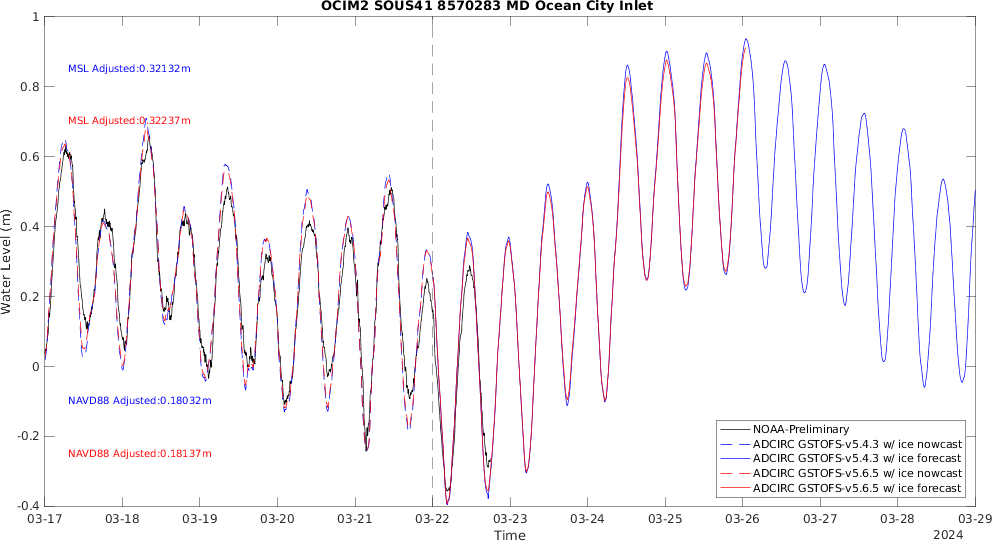 OCIM2 SOUS41 8570283 MD Ocean City Inlet
1
0.8
0.6
0.4
0.2
0
-0.2
-0.4
Water Level (m)
MSL Adjusted:0.32132m
MSL Adjusted:0.32237m
NAVD88 Adjusted:0.18032m
NAVD88 Adjusted:0.18137m
NOAA-Preliminary
ADCIRC GSTOFS-v5.4.3 w/ ice nowcast
ADCIRC GSTOFS-v5.4.3 w/ ice forecast
ADCIRC GSTOFS-v5.6.5 w/ ice nowcast
ADCIRC GSTOFS-v5.6.5 w/ ice forecast
03-17 03-18 03-19 03-20 03-21 03-22 03-23 03-24 03-25 03-26 03-27 03-28 03-29
Time
2024